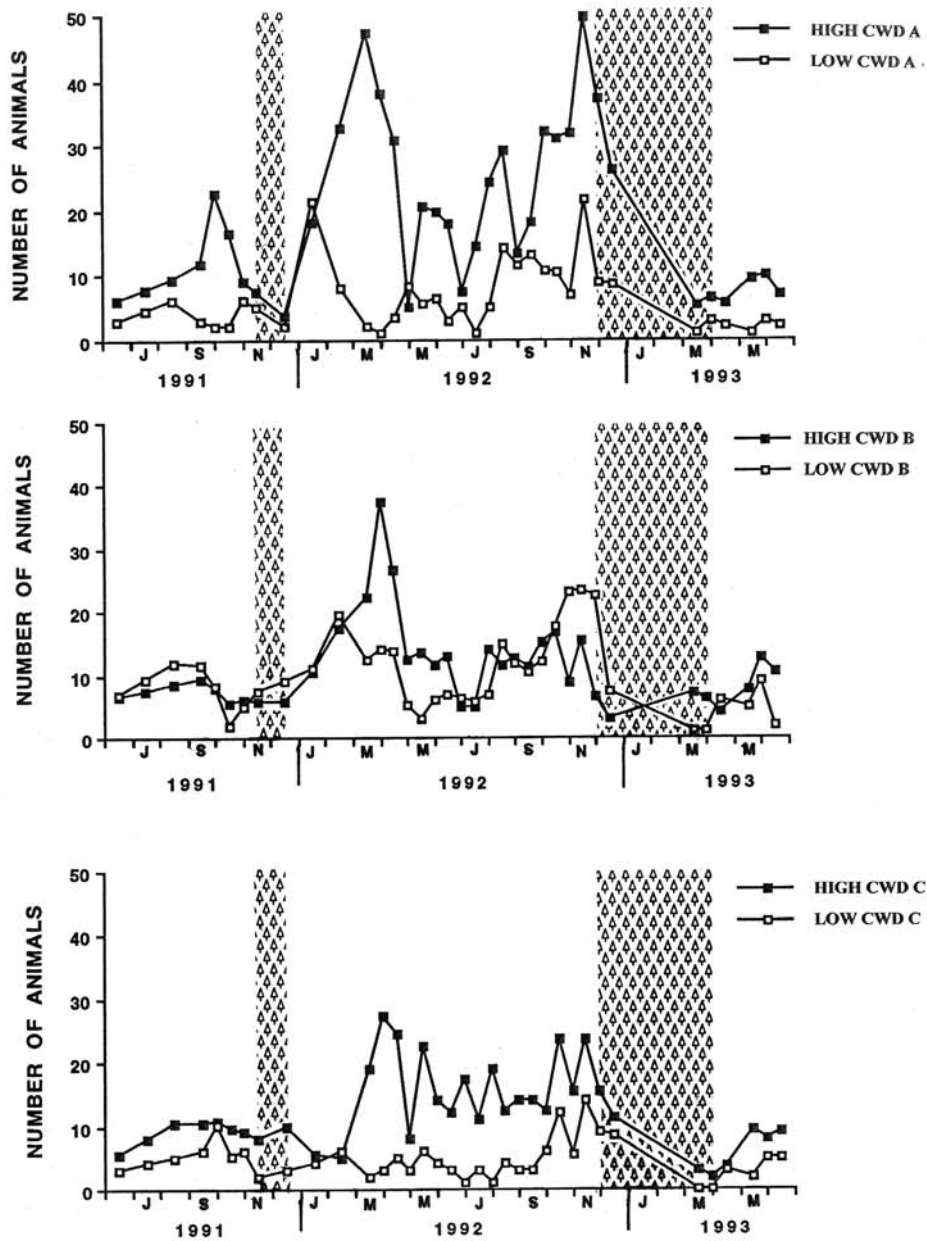 NUMBER OF ANIMALS
50
40
30
20
10
0
HIGH CWD A
LOW CWD A
J S N J M M J S N J M M
1991 1992 1993
NUMBER OF ANIMALS
50
40
30
20
10
0
HIGH CWD B
LOW CWD B
J S N J M M J S N J M M
1991 1992 1993
NUMBER OF ANIMALS
50
40
30
20
10
0
HIGH CWD C
LOW CWD C
J S N J M M J S N J M M
1991 1992 1993